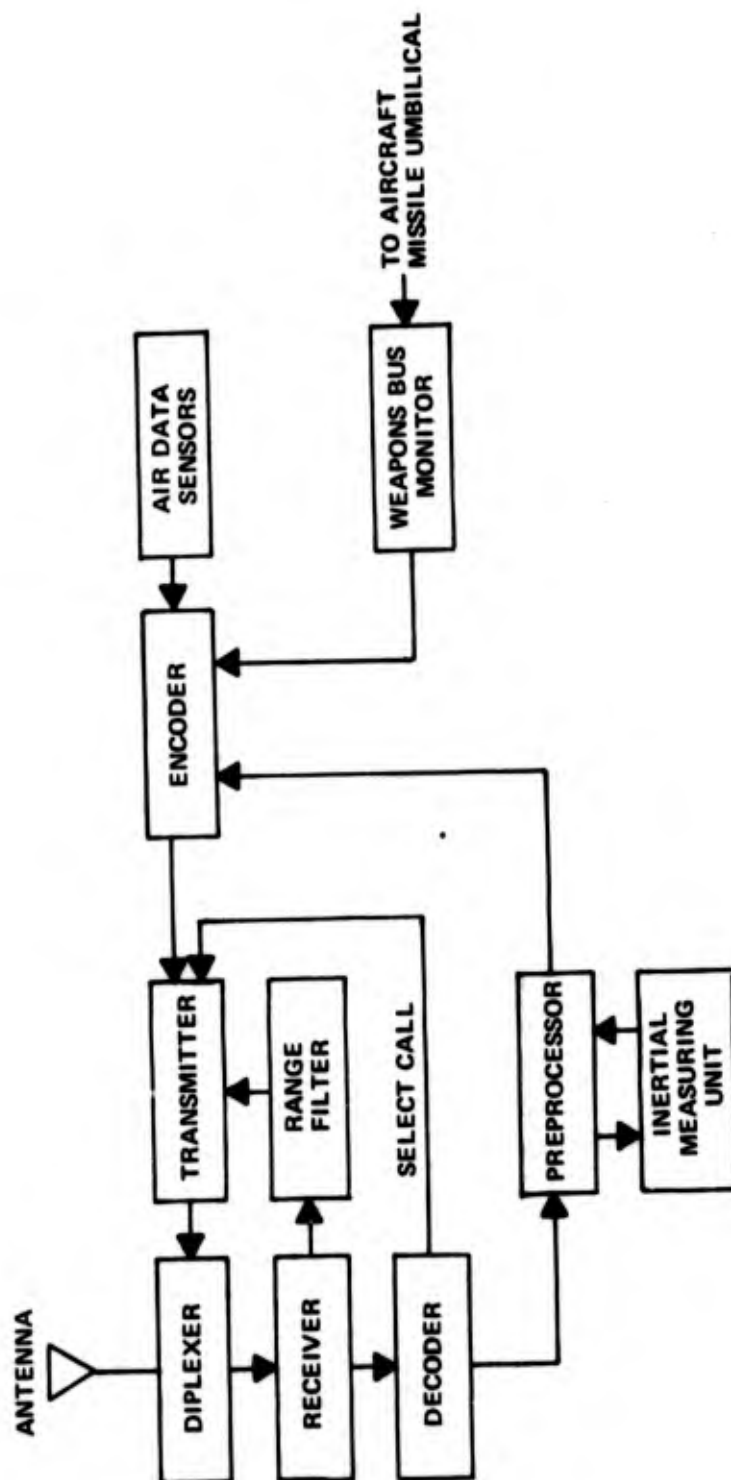 ANTENNA
DIPLEXER
TRANSMITTER
ENCODER
AIR DATA
SENSORS
RECEIVER
RANGE
FILTER
DECODER
SELECT CALL
WEAPONS BUS
MONITOR
TO AIRCRAFT
MISSILE UMBILICAL
PREPROCESSOR
INERTIAL
MEASURING
UNIT